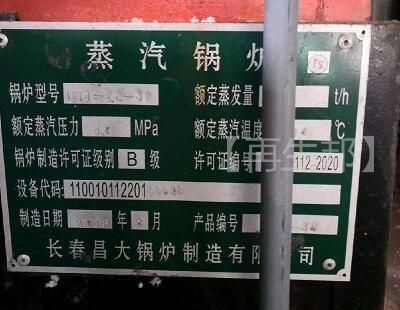 蒸汽锅炉
锅炉型号 额定蒸发量 t/h
额定蒸汽压力 MPa 额定蒸汽温度 ℃
锅炉制造许可证级别 B 级 许可证编号 112-2020
设备代码: 110010112201
制造日期 年 月 产品编号
长春昌大锅炉制造有限公司
【再生邦】